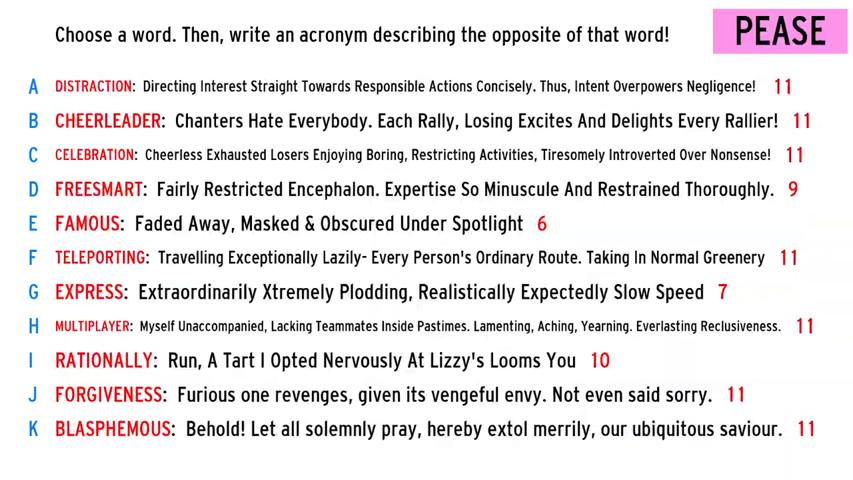 Choose a word. Then, write an acronym describing the opposite of that word!
PEASE
A DISTRACTION: Directing Interest Straight Towards Responsible Actions Concisely. Thus, Intent Overpowers Negligence! 11
B CHEERLEADER: Chanters Hate Everybody. Each Rally, Losing Excites And Delights Every Rallier! 11
C CELEBRATION: Cheerless Exhausted Losers Enjoying Boring, Restricting Activities, Tiresomely Introverted Over Nonsense! 11
D FREESMART: Fairly Restricted Encephalon. Expertise So Minuscule And Restrained Thoroughly. 9
E FAMOUS: Faded Away, Masked & Obscured Under Spotlight 6
F TELEPORTING: Travelling Exceptionally Lazily- Every Person's Ordinary Route. Taking In Normal Greenery 11
G EXPRESS: Extraordinarily Xtremely Plodding, Realistically Expectedly Slow Speed 7
H MULTIPLAYER: Myself Unaccompanied, Lacking Teammates Inside Pastimes. Lamenting, Aching, Yearning. Everlasting Reclusiveness. 11
I RATIONALLY: Run, A Tart I Opted Nervously At Lizzy's Looms You 10
J FORGIVENESS: Furious one revenges, given its vengeful envy. Not even said sorry. 11
K BLASPHEMOUS: Behold! Let all solemnly pray, hereby extol merrily, our ubiquitous saviour. 11